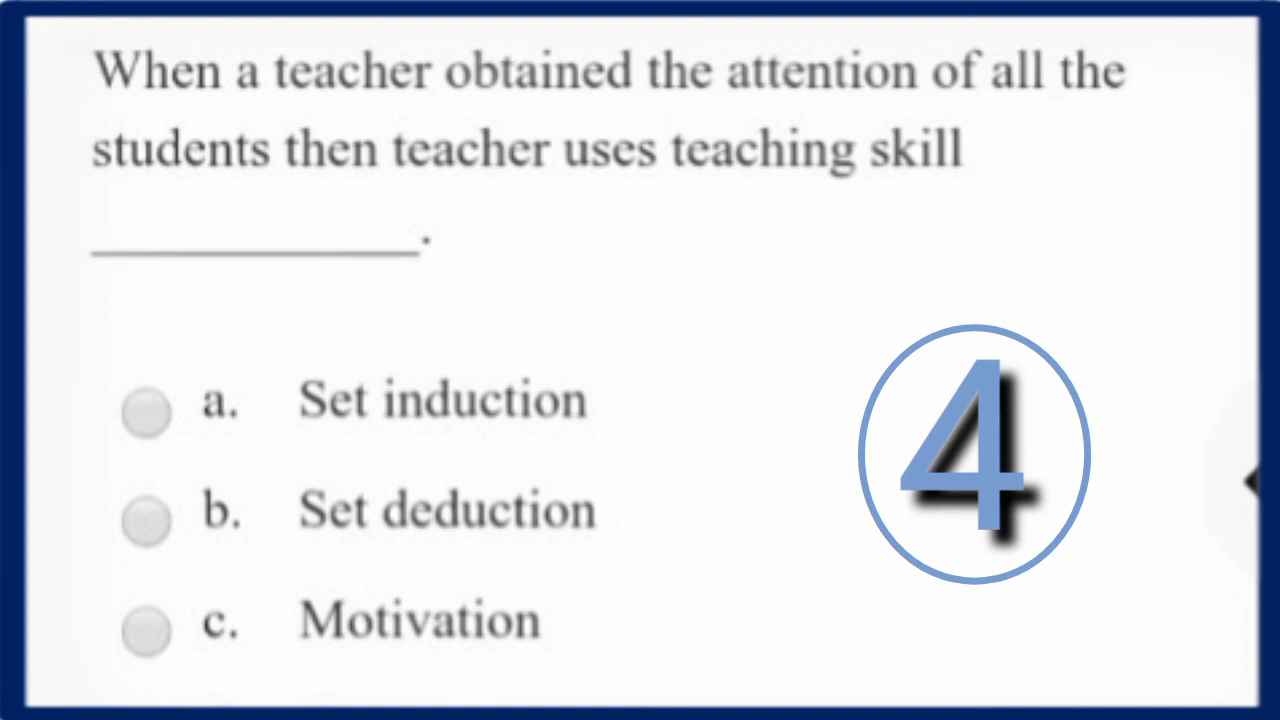 When a teacher obtained the attention of all the
students then teacher uses teaching skill
____________.
a. Set induction
4
b. Set deduction
c. Motivation